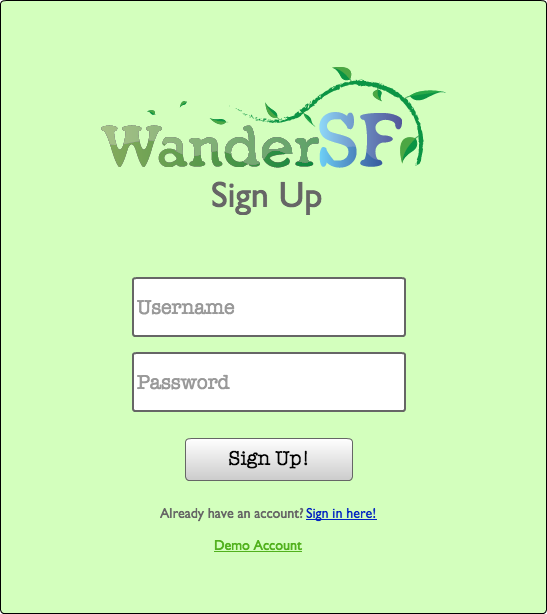 WanderSF
Sign Up
Username
Password
Sign Up!
Already have an account? Sign in here!
Demo Account